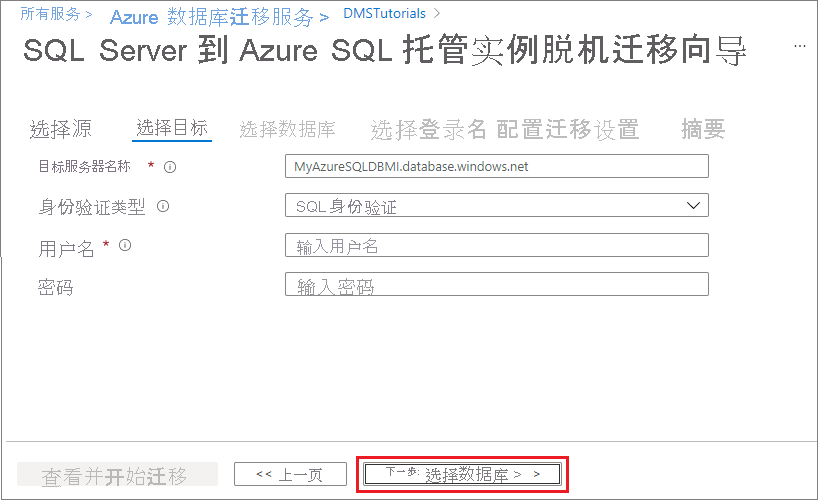 所有服务 > Azure 数据库迁移服务 > DMSTutorials >
SQL Server 到 Azure SQL 托管实例脱机迁移向导 ...
选择源 选择目标 选择数据库 选择登录名 配置迁移设置 摘要
目标服务器名称 * MyAzureSQLDBMI.database.windows.net
身份验证类型 SQL 身份验证
用户名 * 输入用户名
密码 输入密码
查看并开始迁移 << 上一页 下一步: 选择数据库 > >